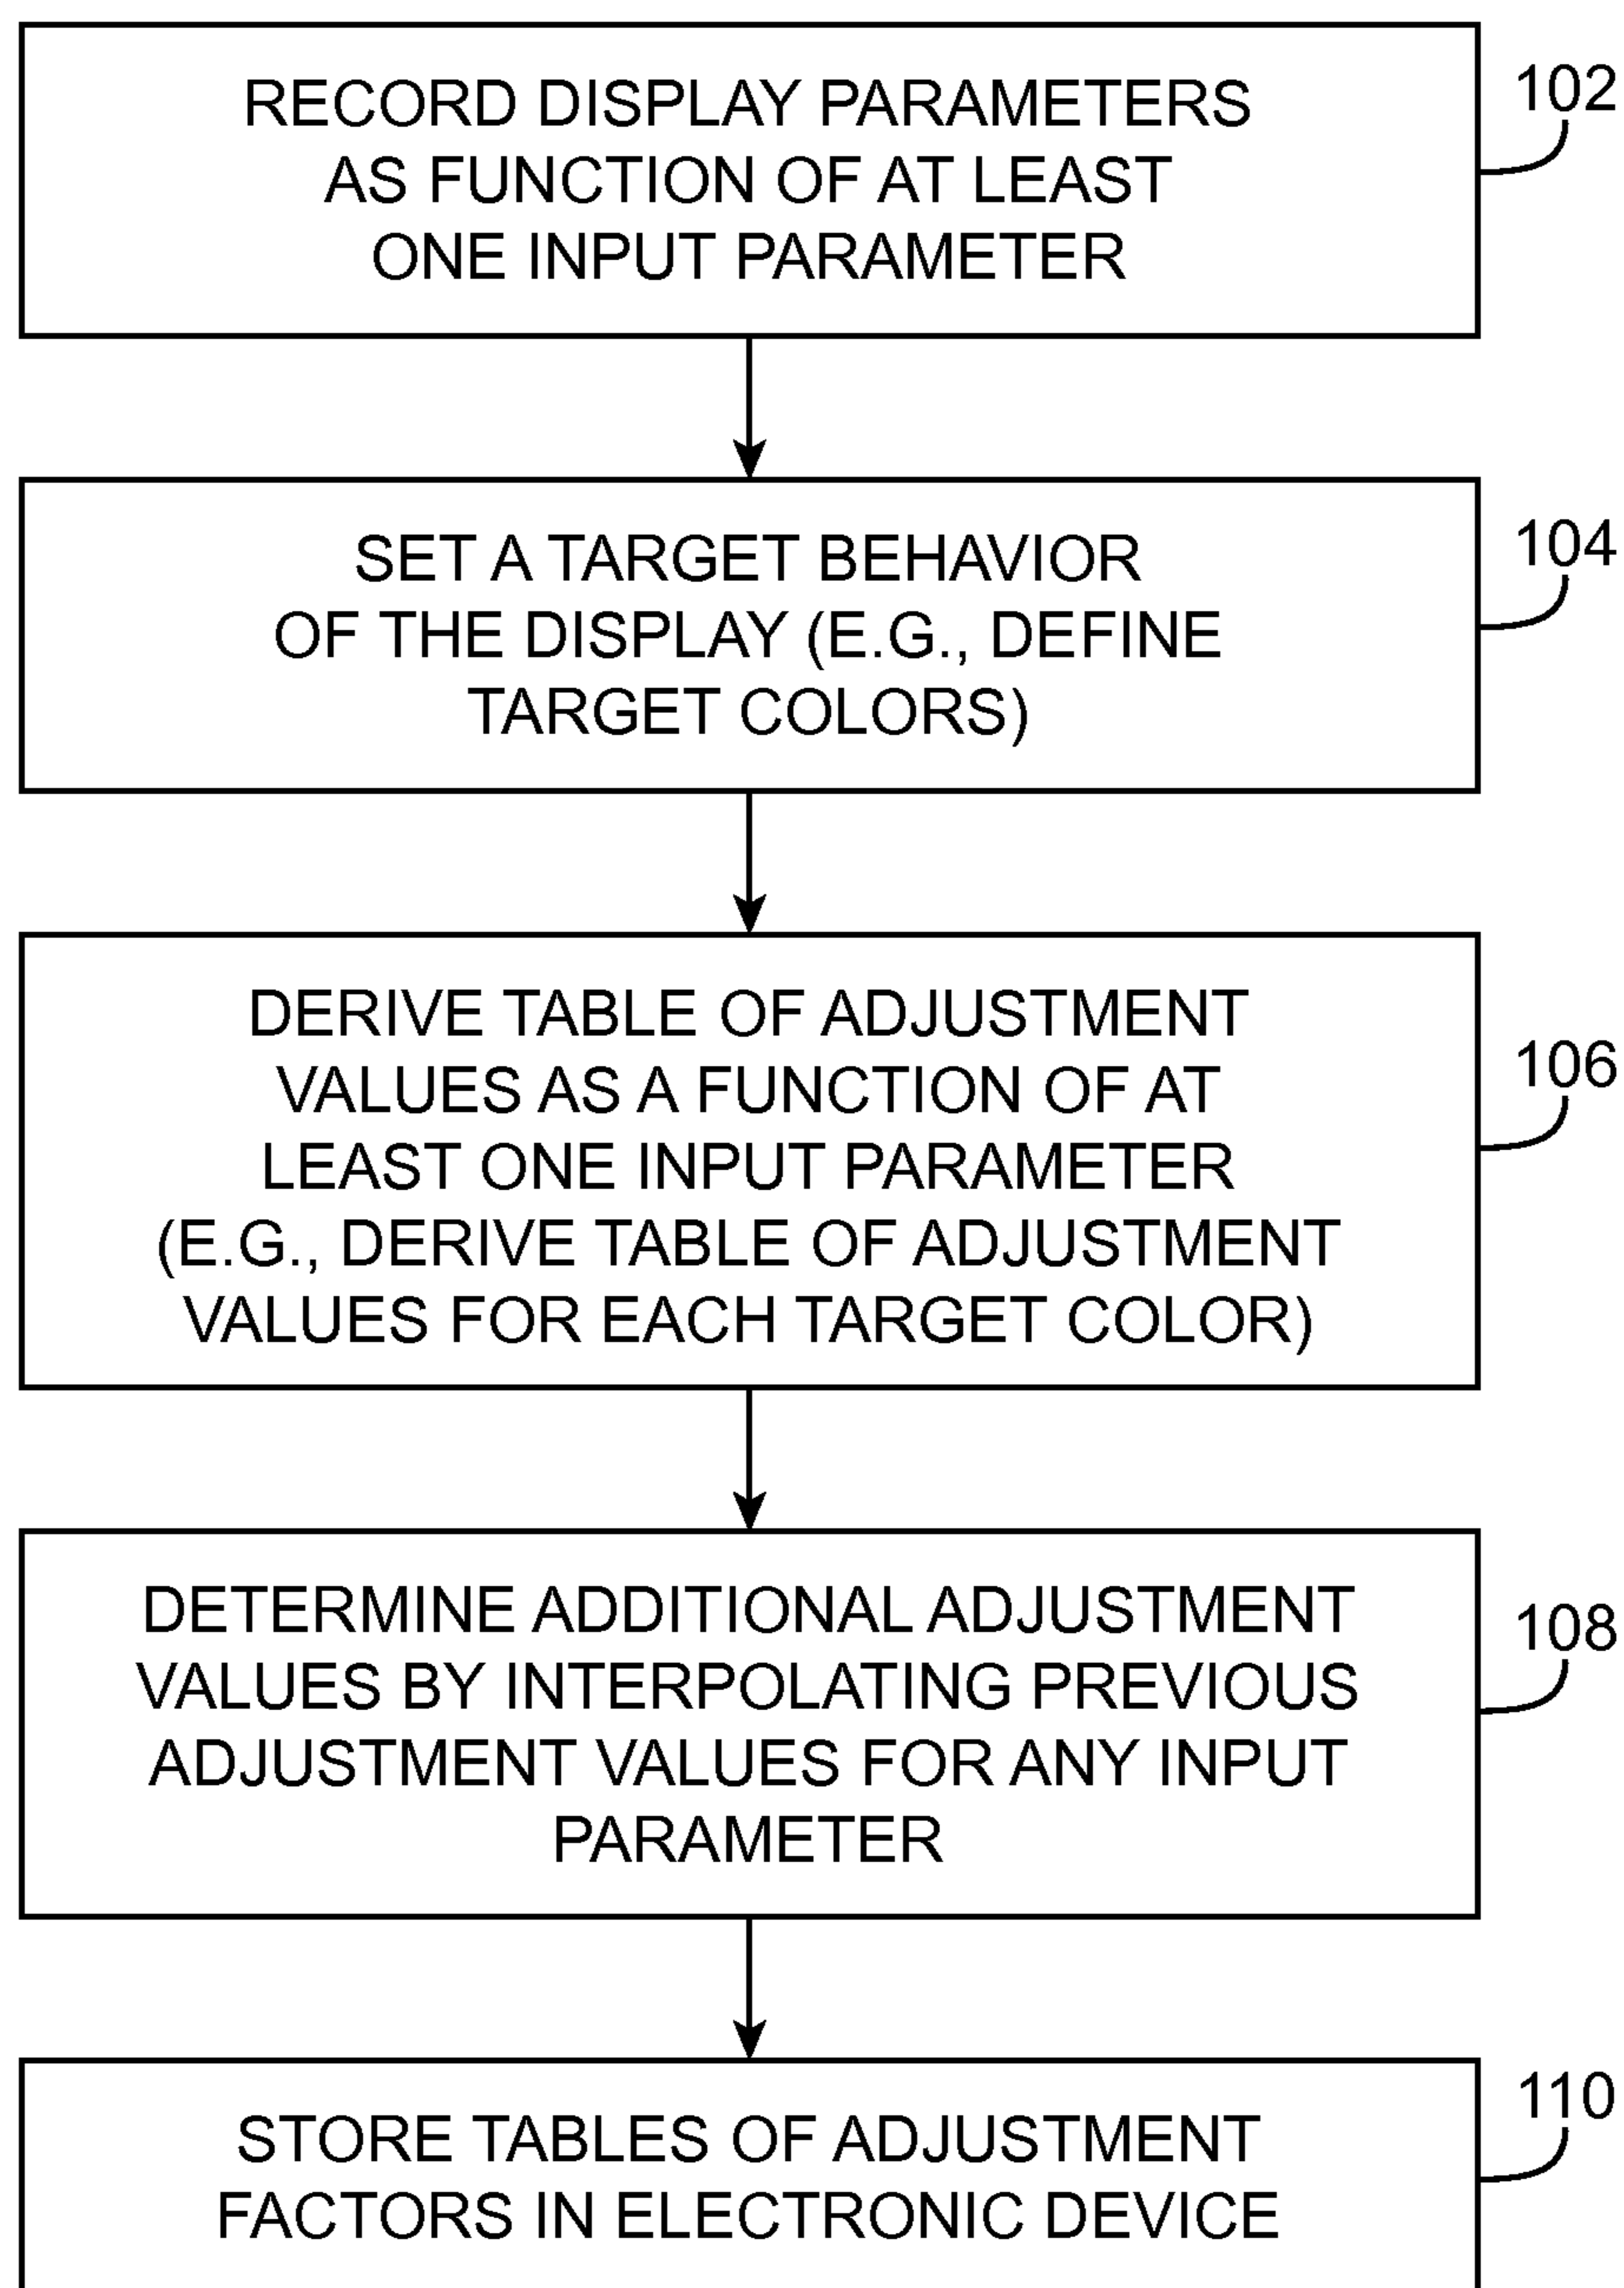 RECORD DISPLAY PARAMETERS
AS FUNCTION OF AT LEAST
ONE INPUT PARAMETER
102
SET A TARGET BEHAVIOR
OF THE DISPLAY (E.G., DEFINE
TARGET COLORS)
104
DERIVE TABLE OF ADJUSTMENT
VALUES AS A FUNCTION OF AT
LEAST ONE INPUT PARAMETER
(E.G., DERIVE TABLE OF ADJUSTMENT
VALUES FOR EACH TARGET COLOR)
106
DETERMINE ADDITIONAL ADJUSTMENT
VALUES BY INTERPOLATING PREVIOUS
ADJUSTMENT VALUES FOR ANY INPUT
PARAMETER
108
STORE TABLES OF ADJUSTMENT
FACTORS IN ELECTRONIC DEVICE
110